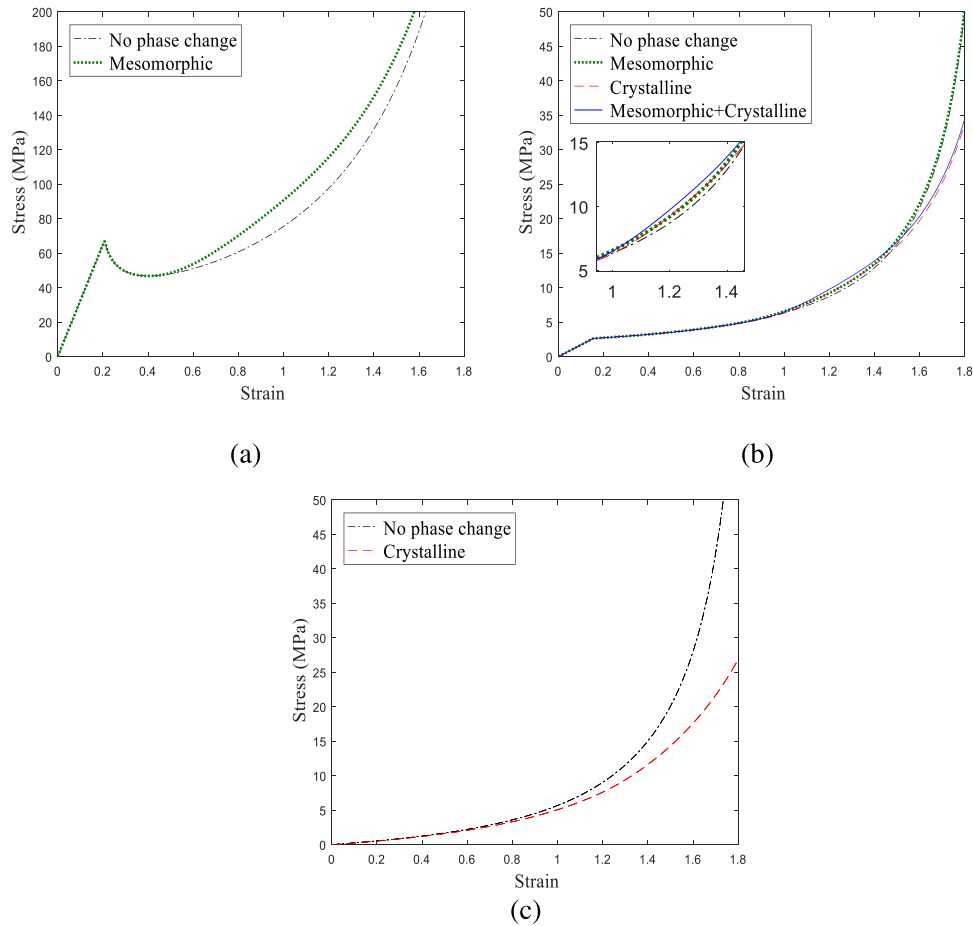 200
180
160
140
120
100
80
60
40
20
0
Stress (MPa)
No phase change
Mesomorphic
0 0.2 0.4 0.6 0.8 1 1.2 1.4 1.6 1.8
Strain
(a)
50
45
40
35
30
25
20
15
10
5
0
Stress (MPa)
No phase change
Mesomorphic
Crystalline
Mesomorphic+Crystalline
15
10
5
1 1.2 1.4
0 0.2 0.4 0.6 0.8 1 1.2 1.4 1.6 1.8
Strain
(b)
50
45
40
35
30
25
20
15
10
5
0
Stress (MPa)
No phase change
Crystalline
0 0.2 0.4 0.6 0.8 1 1.2 1.4 1.6 1.8
Strain
(c)